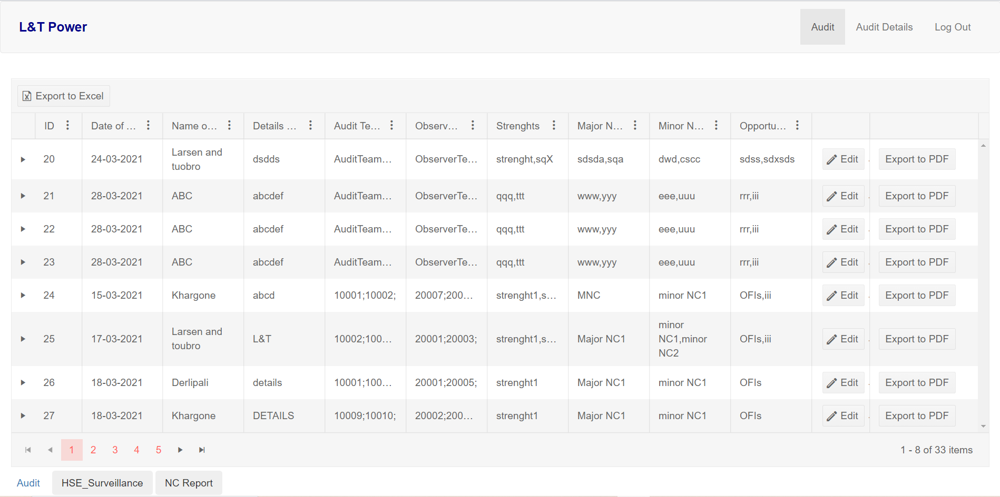 L&T Power Audit Audit Details Log Out
Export to Excel
ID Date of ... Name o... Details ... Audit Te... Observ... Strenghts Major N... Minor N... Opportu...
20 24-03-2021 Larsen and tuobro dsdds AuditTeam... ObserverTe... strenght,sqX sdsda,sqa dwd,cscc sdss,sdxsds Edit Export to PDF
21 28-03-2021 ABC abcdef AuditTeam... ObserverTe... qqq,ttt www,yyy eee,uuu rrr,iii Edit Export to PDF
22 28-03-2021 ABC abcdef AuditTeam... ObserverTe... qqq,ttt www,yyy eee,uuu rrr,iii Edit Export to PDF
23 28-03-2021 ABC abcdef AuditTeam... ObserverTe... qqq,ttt www,yyy eee,uuu rrr,iii Edit Export to PDF
24 15-03-2021 Khargone abcd 10001;10002; 20007;200... strenght1,s... MNC minor NC1 OFIs,iii Edit Export to PDF
25 17-03-2021 Larsen and toubro L&T 10002;100... 20001;20003; strenght1,s... Major NC1 minor NC1,minor NC2 OFIs,iii Edit Export to PDF
26 18-03-2021 Derlipali details 10001;100... 20001;20005; strenght1 Major NC1 minor NC1 OFIs Edit Export to PDF
27 18-03-2021 Khargone DETAILS 10009;10010; 20002;200... strenght1 Major NC1 minor NC1 OFIs Edit Export to PDF
1 2 3 4 5 1 - 8 of 33 items
Audit HSE_Surveillance NC Report